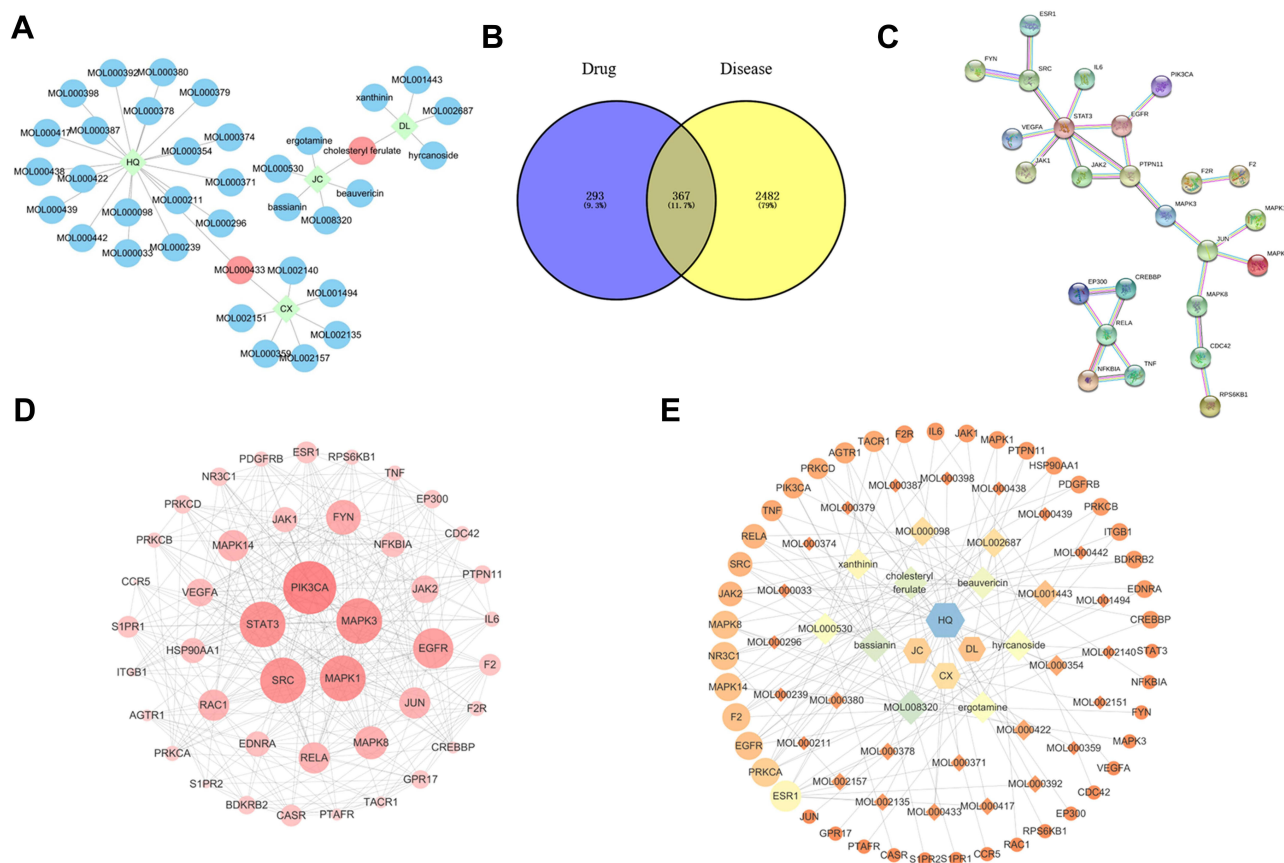 A
MOL000392
MOL000380
MOL000398
MOL000379
MOL000378
MOL000417
MOL000387
MOL000374
MOL000354
HQ
MOL000438
MOL000422
MOL000371
MOL000211
MOL000439
MOL000098
MOL000296
MOL000442
MOL000033
MOL000239
MOL000433
MOL002140
MOL001494
CX
MOL002151
MOL002135
MOL000359
MOL002157
MOL001443
xanthinin
MOL002687
DL
ergotamine
cholesteryl ferulate
hyrcanoside
MOL000530
JC
beauvericin
bassianin
MOL008320
B
Drug
Disease
293
(9.3%)
367
(11.7%)
2482
(79%)
C
ESR1
FYN
SRC
IL6
PIK3CA
STAT3
EGFR
VEGFA
JAK1
JAK2
PTPN11
F2R
F2
MAPK3
MAPK1
JUN
MAPK
MAPK8
EP300
CREBBP
RELA
CDC42
NFKBIA
TNF
RPS6KB1
D
ESR1
PDGFRB
RPS6KB1
NR3C1
TNF
PRKCD
JAK1
FYN
EP300
MAPK14
NFKBIA
CDC42
PRKCB
PTPN11
PIK3CA
CCR5
VEGFA
JAK2
STAT3
MAPK3
IL6
S1PR1
HSP90AA1
EGFR
F2
ITGB1
SRC
MAPK1
RAC1
JUN
F2R
AGTR1
EDNRA
RELA
MAPK8
CREBBP
PRKCA
S1PR2
GPR17
BDKRB2
CASR
PTAFR
TACR1
E
F2R
IL6
JAK1
TACR1
MAPK1
AGTR1
PTPN11
PRKCD
HSP90AA1
PIK3CA
PDGFRB
TNF
PRKCB
RELA
ITGB1
SRC
BDKRB2
JAK2
EDNRA
MAPK8
CREBBP
NR3C1
STAT3
MAPK14
NFKBIA
F2
FYN
EGFR
MAPK3
PRKCA
VEGFA
ESR1
CDC42
JUN
EP300
GPR17
RPS6KB1
PTAFR
RAC1
CASR
S1PR2
S1PR1
CCR5
MOL000398
MOL000387
MOL000438
MOL000379
MOL000439
MOL000374
MOL000098
MOL002687
MOL000442
xanthinin
cholesteryl
ferulate
beauvericin
MOL000033
MOL001443
MOL001494
MOL000530
HQ
MOL000296
bassianin
JC
DL
hyrcanoside
MOL002140
MOL000354
CX
MOL000239
MOL000380
MOL008320
ergotamine
MOL002151
MOL000211
MOL000422
MOL000378
MOL000359
MOL000371
MOL002157
MOL000392
MOL002135
MOL000433
MOL000417